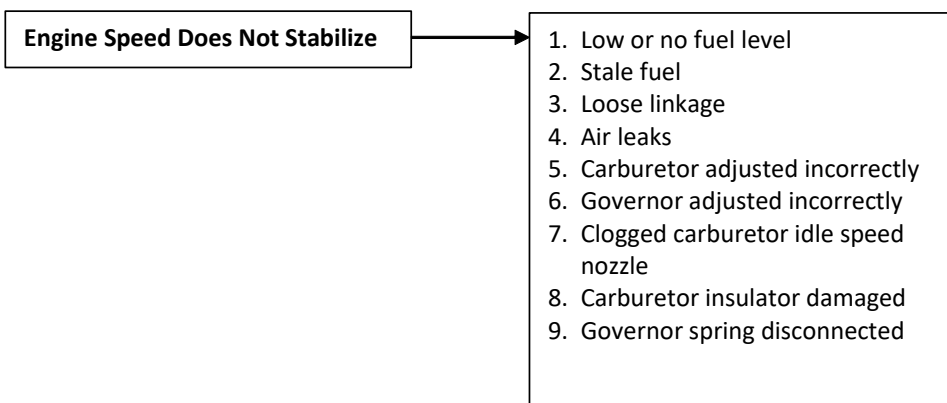 Engine Speed Does Not Stabilize
1. Low or no fuel level
2. Stale fuel
3. Loose linkage
4. Air leaks
5. Carburetor adjusted incorrectly
6. Governor adjusted incorrectly
7. Clogged carburetor idle speed
nozzle
8. Carburetor insulator damaged
9. Governor spring disconnected